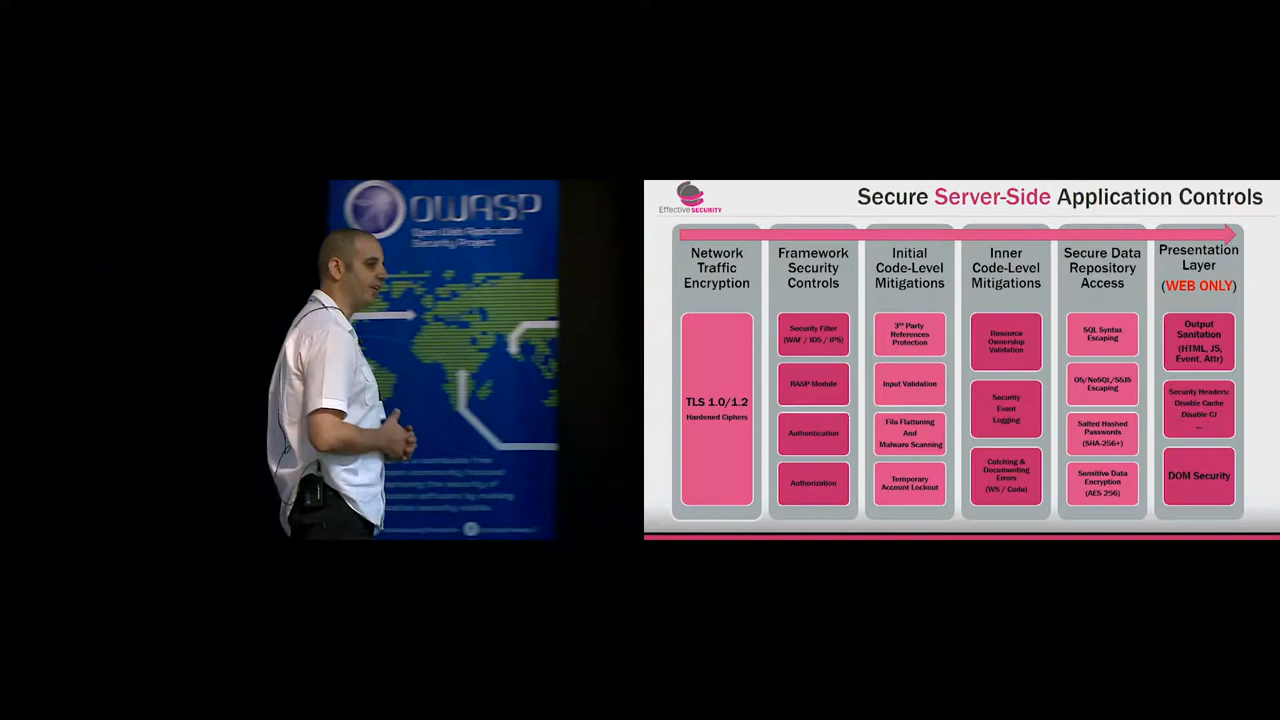 OWASP
Open Web Application
Security Project
EffectiveSECURITY
Secure Server-Side Application Controls
Network
Traffic
Encryption
TLS 1.0/1.2
Hardened Ciphers
Framework
Security
Controls
Security Filter
(WAF / IDS / IPS)
RASP Module
Authentication
Authorization
Initial
Code-Level
Mitigations
3rd Party
References
Protection
Input Validation
File Flattening
And
Malware Scanning
Temporary
Account Lockout
Inner
Code-Level
Mitigations
Resource
Ownership
Validation
Security
Event
Logging
Catching &
Documenting
Errors
(WS / Code)
Secure Data
Repository
Access
SQL Syntax
Escaping
OS/NoSQL/SSJS
Escaping
Salted Hashed
Passwords
(SHA-256+)
Sensitive Data
Encryption
(AES 256)
Presentation
Layer
(WEB ONLY)
Output
Sanitation
(HTML, JS,
Event, Attr)
Security Headers:
Disable Cache
Disable CJ
...
DOM Security